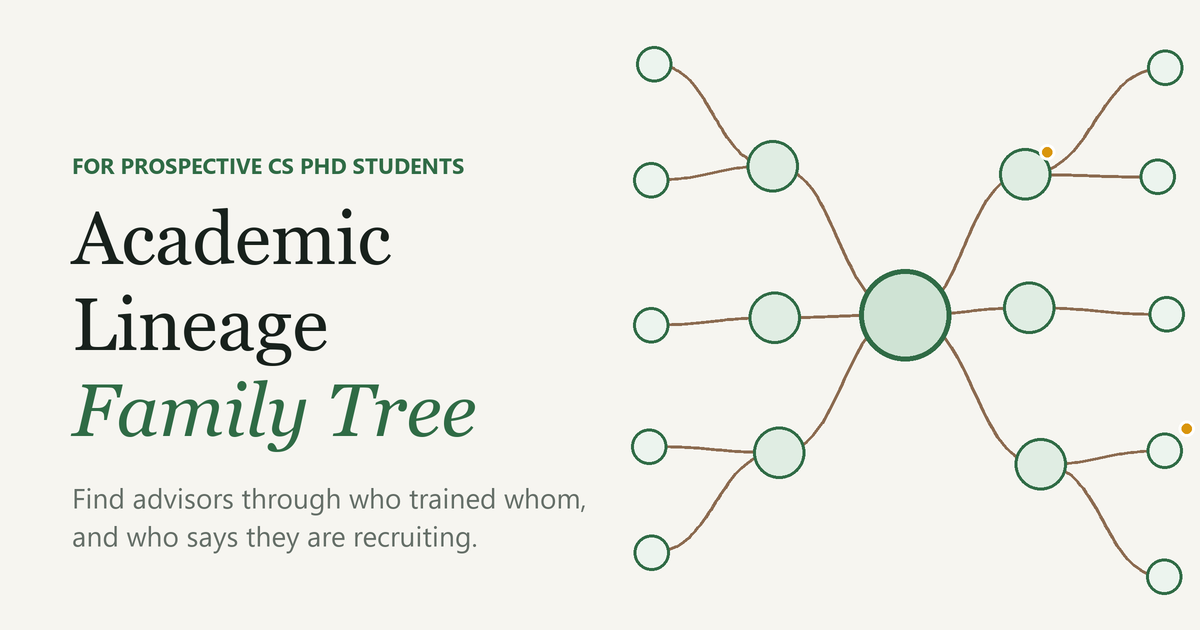 FOR PROSPECTIVE CS PHD STUDENTS
Academic
Lineage
Family Tree
Find advisors through who trained whom,
and who says they are recruiting.